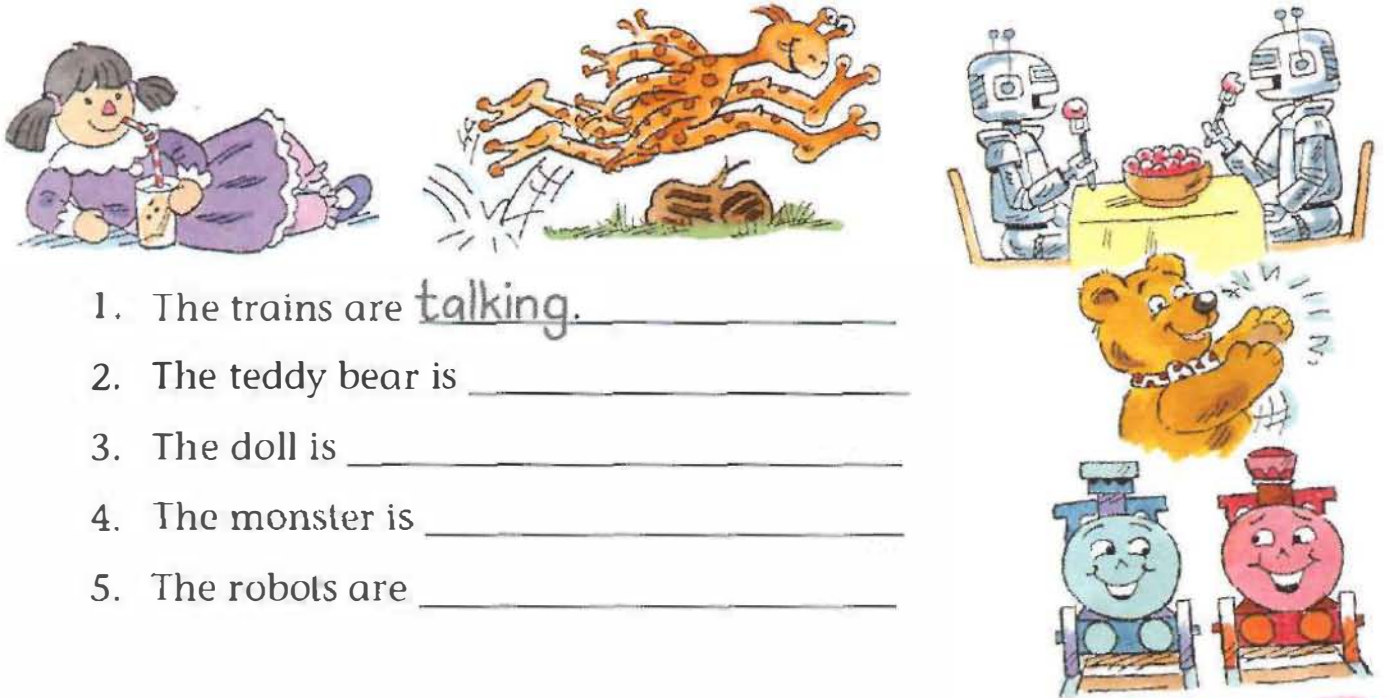 1. The trains are talking.
2. The teddy bear is
3. The doll is
4. The monster is
5. The robots are